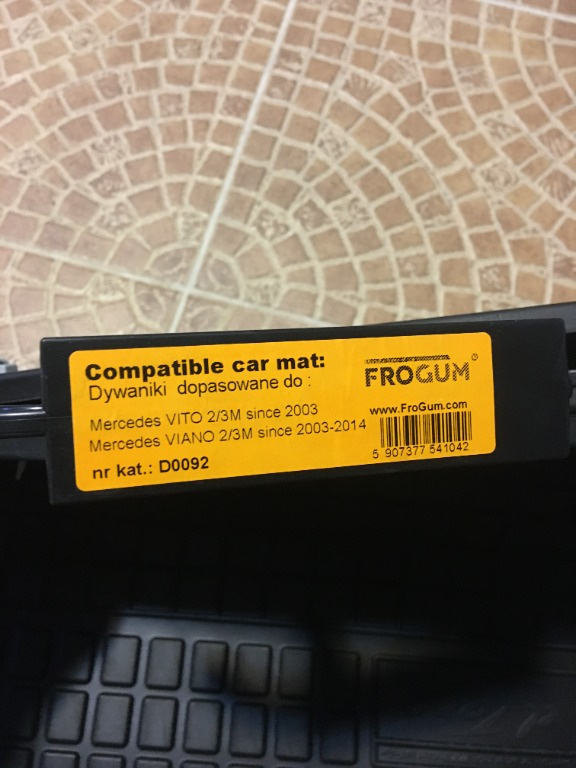 Compatible car mat:
Dywaniki dopasowane do :
Mercedes VITO 2/3M since 2003
Mercedes VIANO 2/3M since 2003-2014
nr kat.: D0092
FROGUM
www.FroGum.com
5 907377 541042